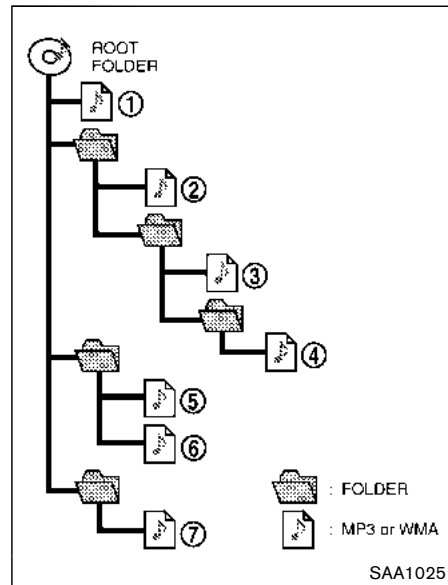 ROOT
FOLDER
①
②
③
④
⑤
⑥
⑦
: FOLDER
: MP3 or WMA
SAA1025